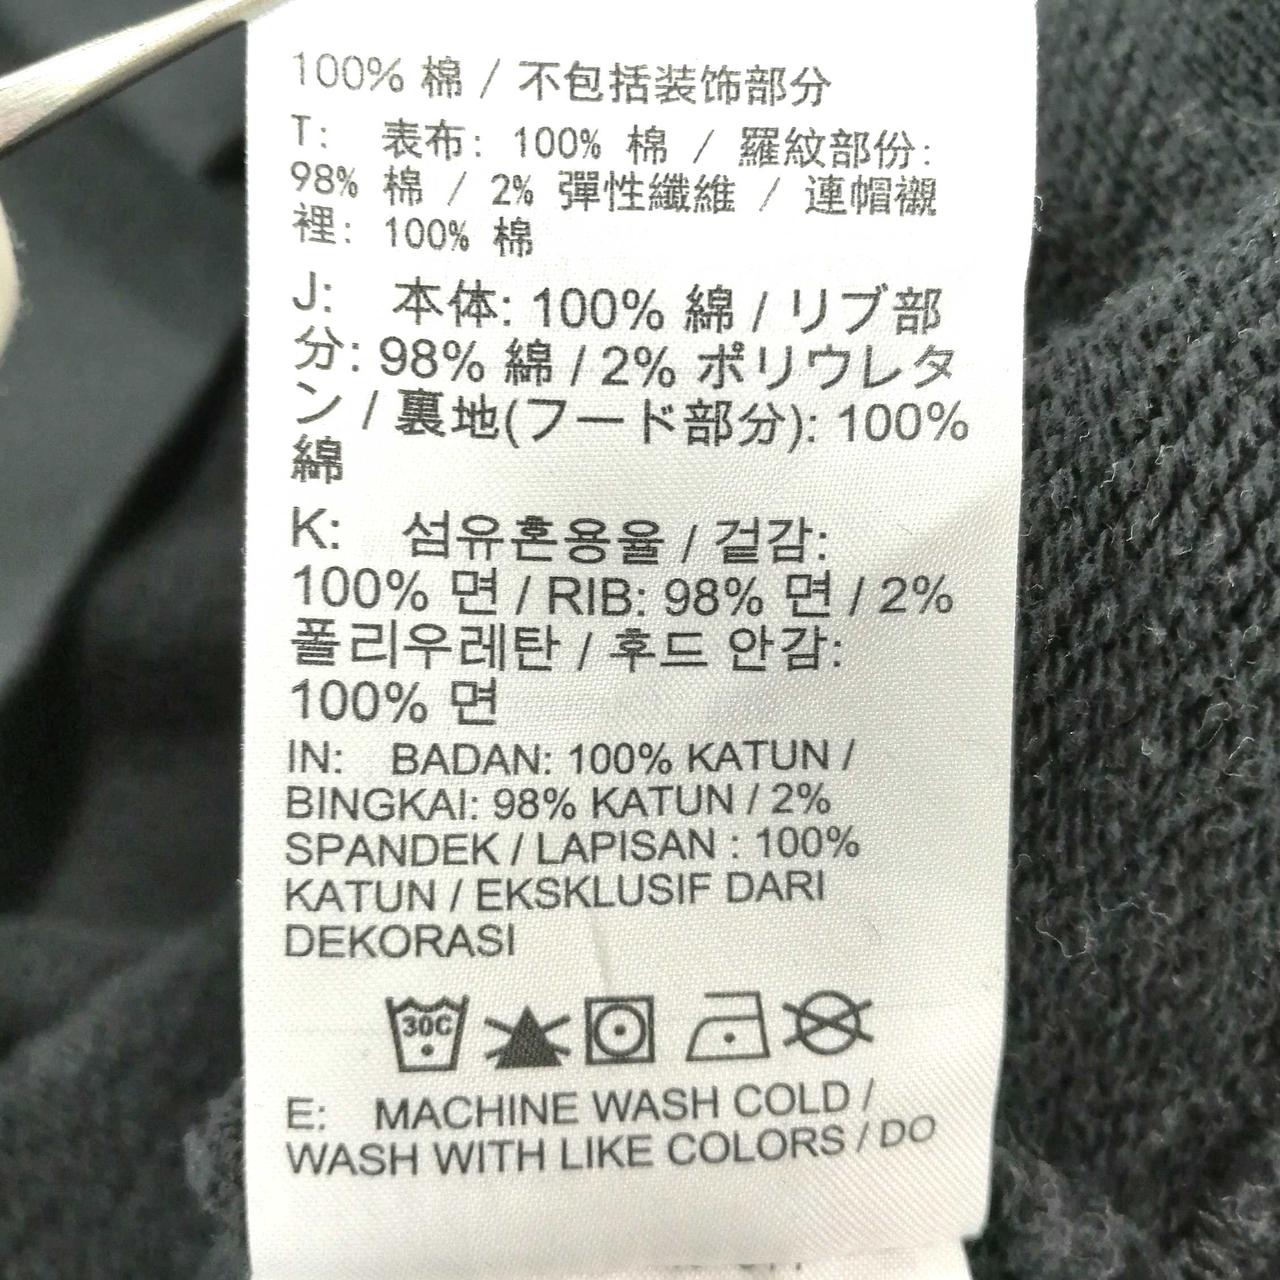 100% 棉 / 不包括装饰部分
T: 表布: 100% 棉 / 羅紋部份:
98% 棉 / 2% 彈性纖維 / 連帽襯
裡: 100% 棉
J: 本体: 100% 綿 / リブ部
分: 98% 綿 / 2% ポリウレタ
ン / 裏地(フード部分): 100%
綿
K: 섬유혼용율 / 겉감:
100% 면 / RIB: 98% 면 / 2%
폴리우레탄 / 후드 안감:
100% 면
IN: BADAN: 100% KATUN /
BINGKAI: 98% KATUN / 2%
SPANDEK / LAPISAN : 100%
KATUN / EKSKLUSIF DARI
DEKORASI
30C
E: MACHINE WASH COLD /
WASH WITH LIKE COLORS / DO